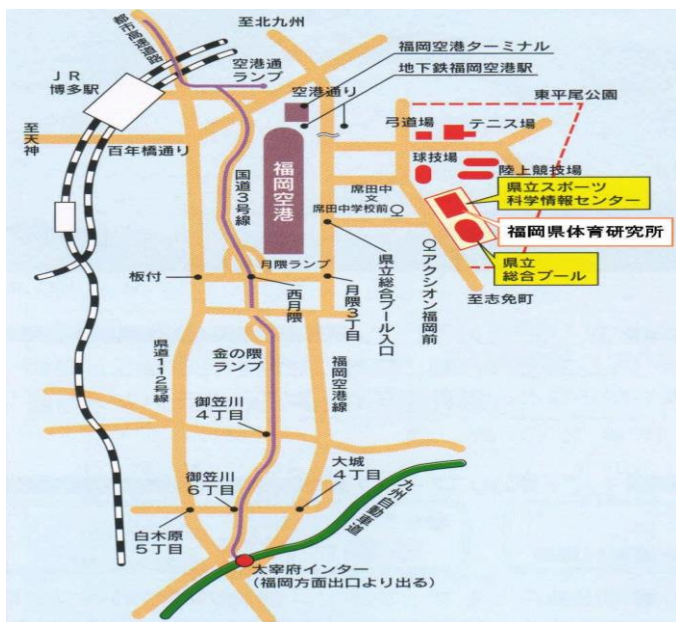 至北九州
都市高速道路
福岡空港ターミナル
地下鉄福岡空港駅
空港通
ランプ
空港通り
JR
博多駅
東平尾公園
弓道場
テニス場
至
天神
百年橋通り
球技場
陸上競技場
国道3号線
福岡空港
席田中
文
席田中学校前
県立スポーツ
科学情報センター
福岡県体育研究所
県立
総合プール
月隈ランプ
アクシオン福岡前
至志免町
板付
西月隈
月隈3丁目
県立総合プール入口
県道112号線
金の隈
ランプ
福岡空港線
御笠川
4丁目
御笠川
6丁目
大城
4丁目
九州自動車道
白木原
5丁目
太宰府インター
(福岡方面出口より出る)